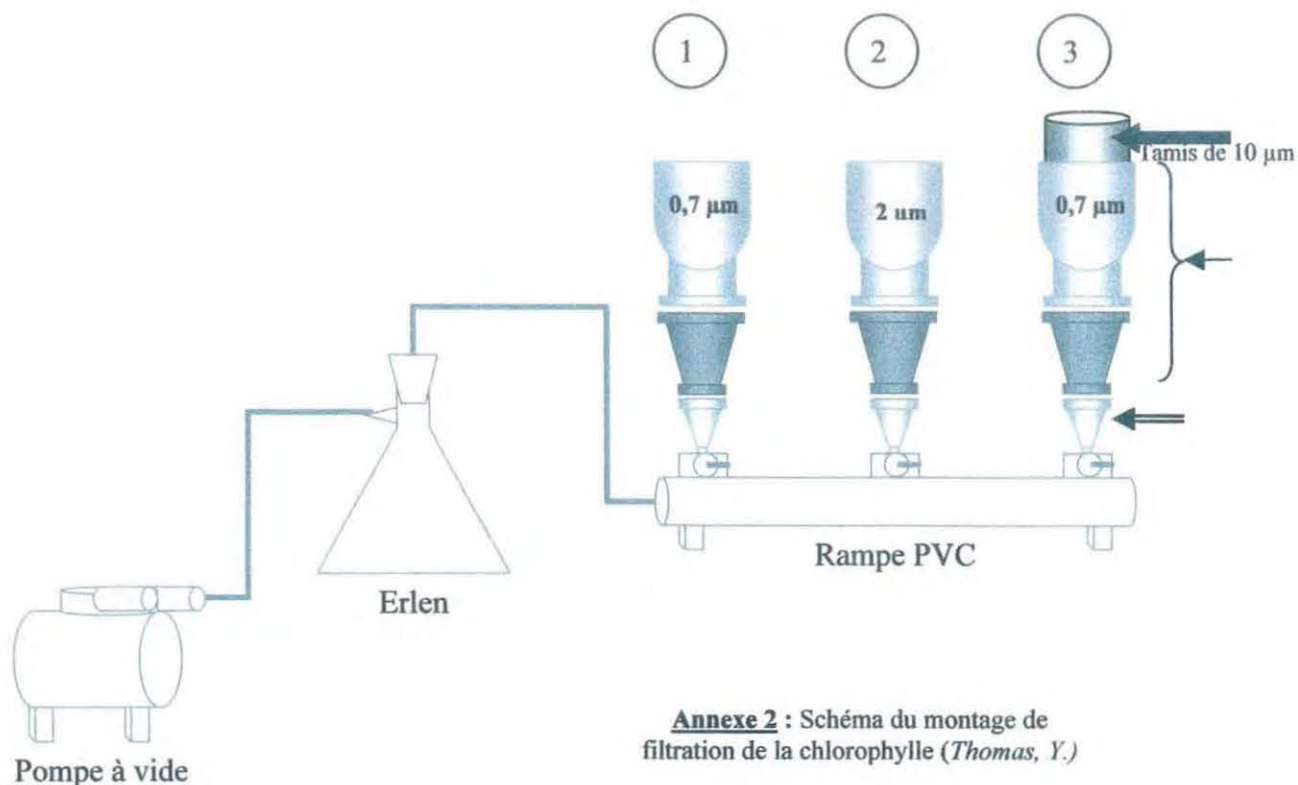 1
2
3
Tamis de 10 µm
0,7 µm
2 um
0,7 µm
Rampe PVC
Erlen
Annexe 2 : Schéma du montage de
filtration de la chlorophylle (Thomas, Y.)
Pompe à vide